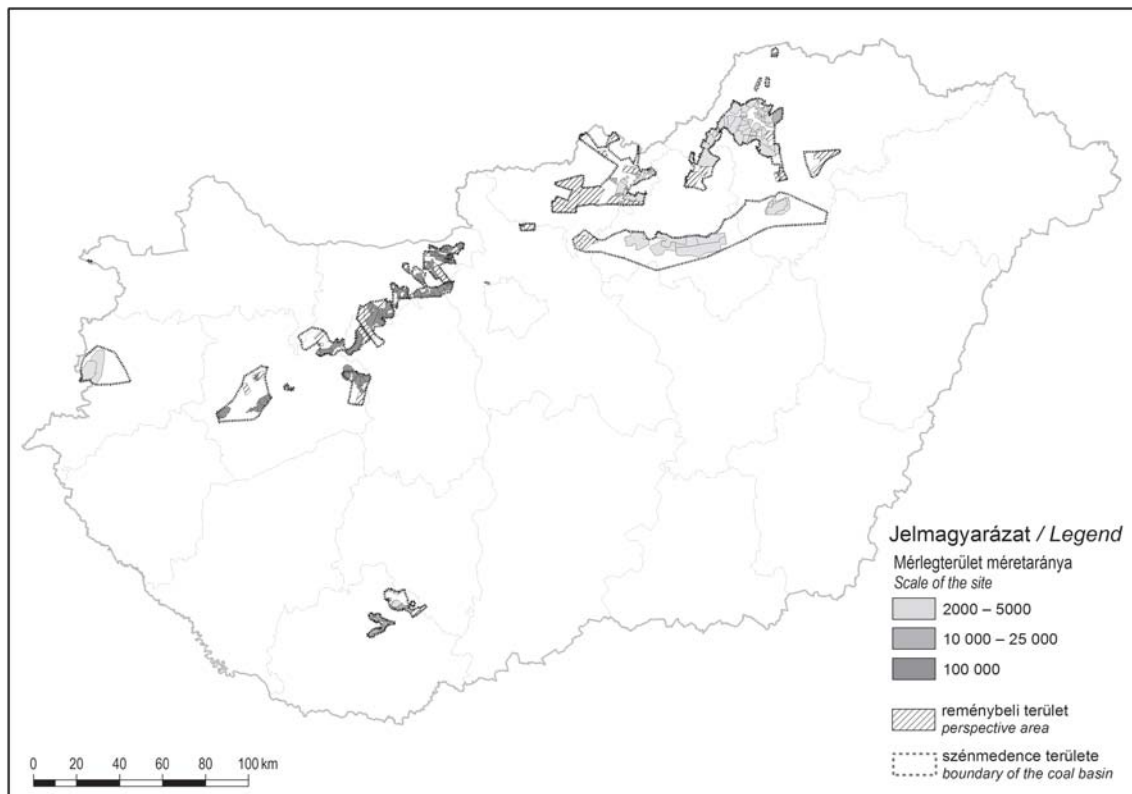 Jelmagyarázat / Legend
Mérlegterület méretaránya
Scale of the site
2000 – 5000
10 000 – 25 000
100 000
reménybeli terület
perspective area
szénmedence területe
boundary of the coal basin
0 20 40 60 80 100 km